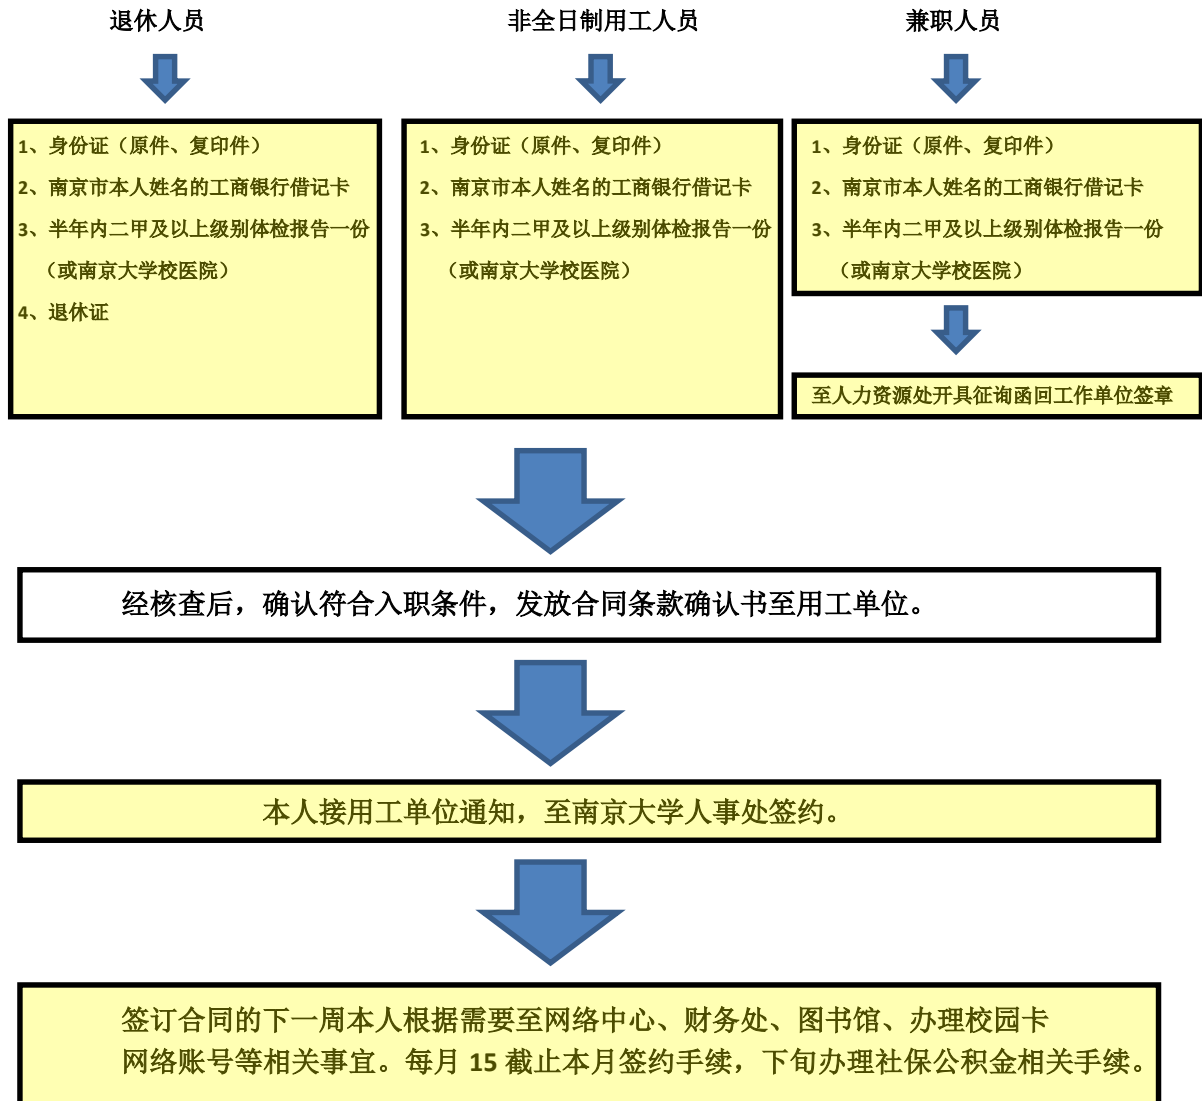 退休人员
非全日制用工人员
兼职人员
1、身份证（原件、复印件）
2、南京市本人姓名的工商银行借记卡
3、半年内二甲及以上级别体检报告一份
（或南京大学校医院）
4、退休证
1、身份证（原件、复印件）
2、南京市本人姓名的工商银行借记卡
3、半年内二甲及以上级别体检报告一份
（或南京大学校医院）
1、身份证（原件、复印件）
2、南京市本人姓名的工商银行借记卡
3、半年内二甲及以上级别体检报告一份
（或南京大学校医院）
至人力资源处开具征询函回工作单位签章
经核查后，确认符合入职条件，发放合同条款确认书至用工单位。
本人接用工单位通知，至南京大学人事处签约。
签订合同的下一周本人根据需要至网络中心、财务处、图书馆、办理校园卡
网络账号等相关事宜。每月 15 截止本月签约手续，下旬办理社保公积金相关手续。